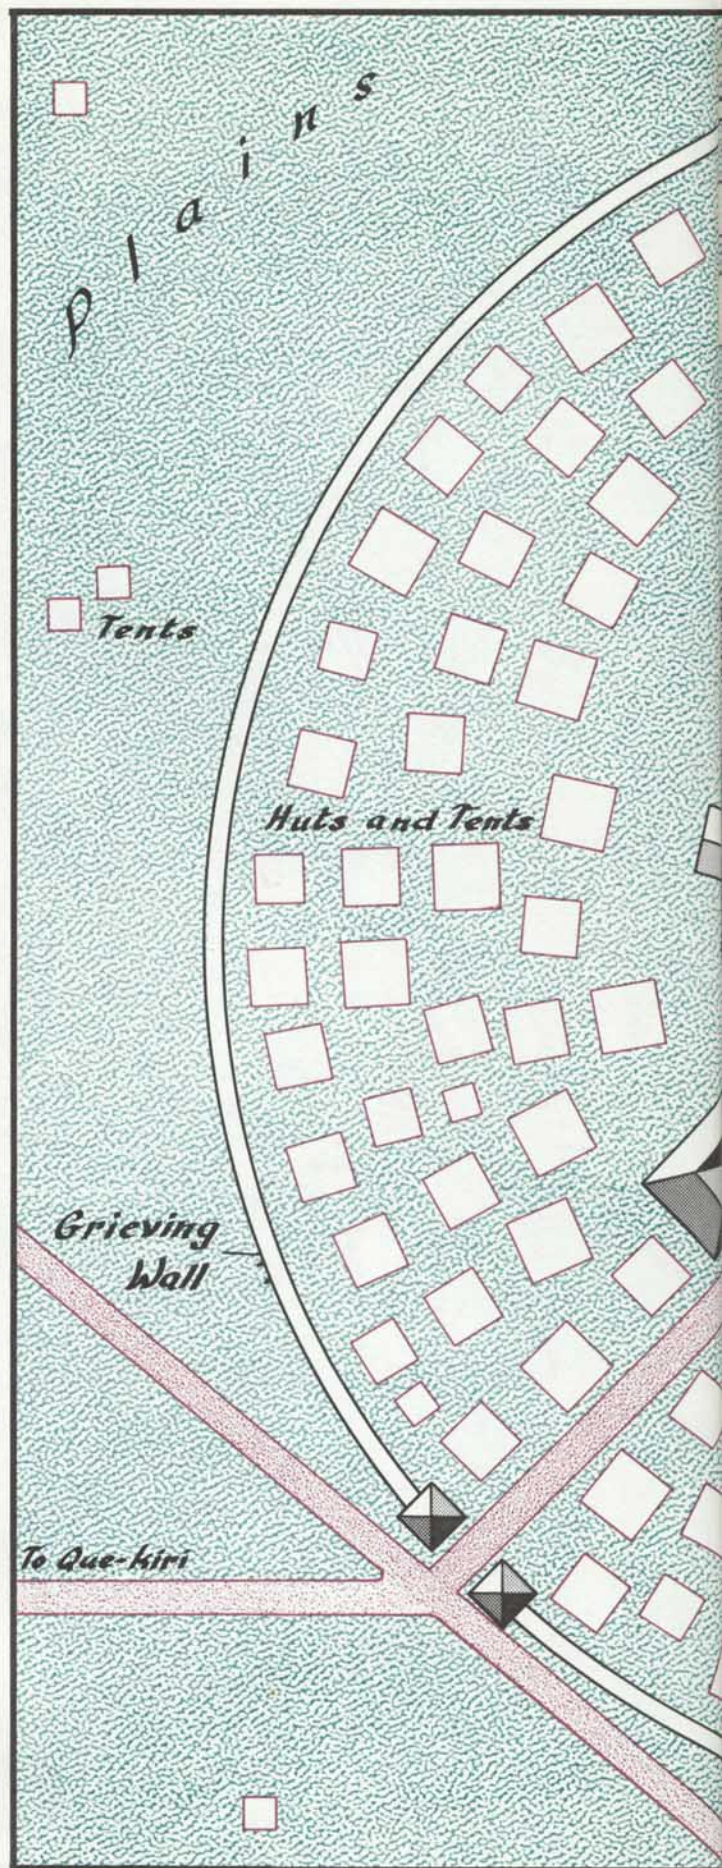 Plains
Tents
Huts and Tents
Grieving
Wall
To Que-kiri